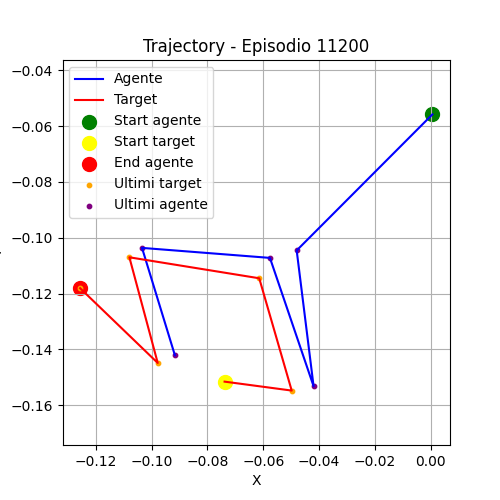 Trajectory - Episodio 11200
Agente
Target
Start agente
Start target
End agente
Ultimi target
Ultimi agente
−0.04
−0.06
−0.08
−0.10
−0.12
−0.14
−0.16
−0.12 −0.10 −0.08 −0.06 −0.04 −0.02 0.00
X